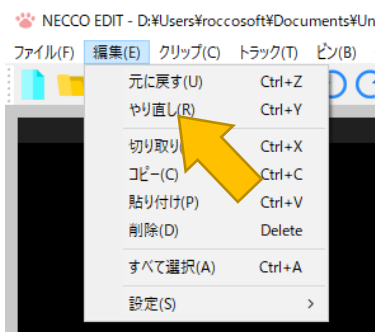 NECCO EDIT - D:¥Users¥roccosoft¥Documents¥Un
ファイル(F) 編集(E) クリップ(C) トラック(T) ピン(B)
元に戻す(U) Ctrl+Z
やり直し(R) Ctrl+Y
切り取り Ctrl+X
コピー(C) Ctrl+C
貼り付け(P) Ctrl+V
削除(D) Delete
すべて選択(A) Ctrl+A
設定(S) >